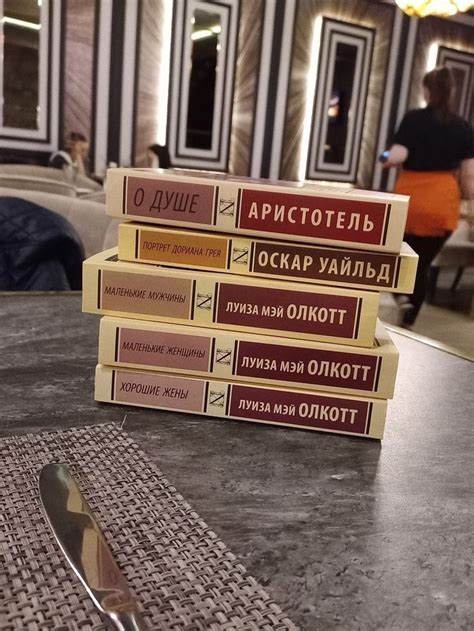 О ДУШЕ АРИСТОТЕЛЬ
ПОРТРЕТ ДОРИАНА ГРЕЯ ОСКАР УАЙЛЬД
МАЛЕНЬКИЕ МУЖЧИНЫ ЛУИЗА МЭЙ ОЛКОТТ
МАЛЕНЬКИЕ ЖЕНЩИНЫ ЛУИЗА МЭЙ ОЛКОТТ
ХОРОШИЕ ЖЕНЫ ЛУИЗА МЭЙ ОЛКОТТ